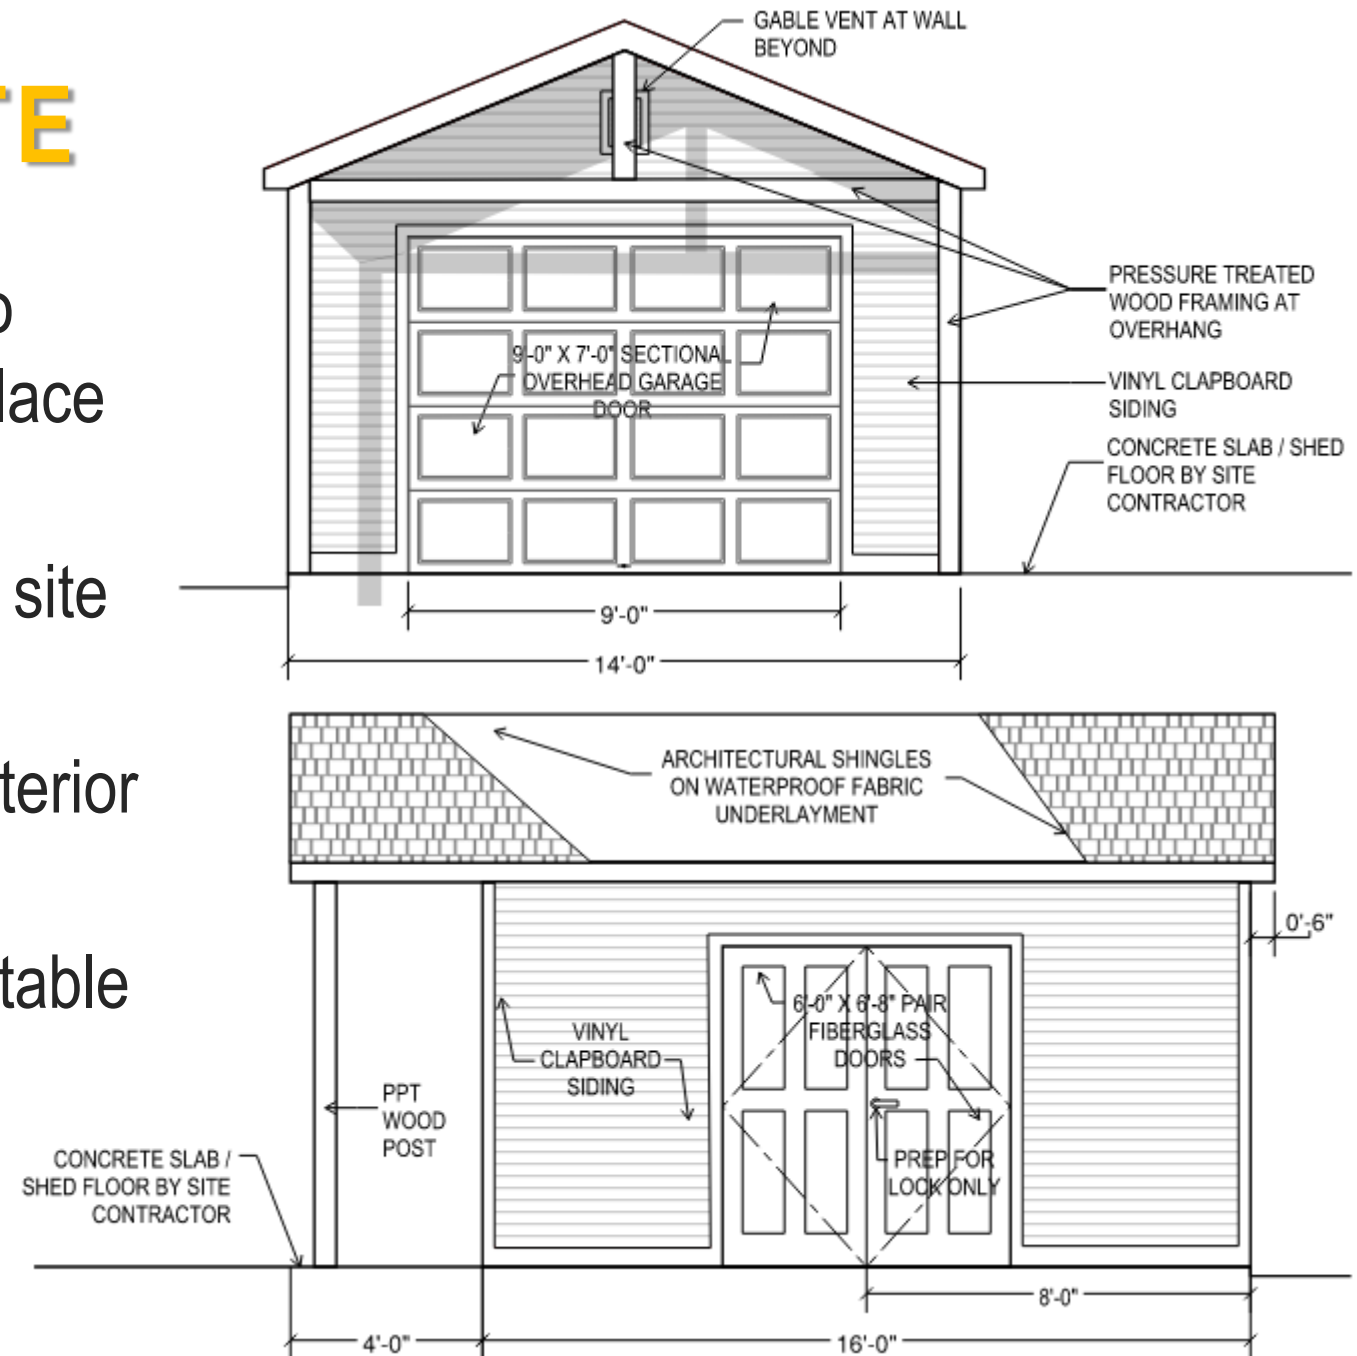 TE
GABLE VENT AT WALL
BEYOND
o
lace
site
terior
table
PRESSURE TREATED
WOOD FRAMING AT
OVERHANG
9'-0" X 7'-0" SECTIONAL
OVERHEAD GARAGE
DOOR
VINYL CLAPBOARD
SIDING
CONCRETE SLAB / SHED
FLOOR BY SITE
CONTRACTOR
9'-0"
14'-0"
ARCHITECTURAL SHINGLES
ON WATERPROOF FABRIC
UNDERLAYMENT
0'-6"
6'-0" X 6'-8" PAIR
FIBERGLASS
DOORS
VINYL
CLAPBOARD
SIDING
PPT
WOOD
POST
PREP FOR
LOCK ONLY
CONCRETE SLAB /
SHED FLOOR BY SITE
CONTRACTOR
8'-0"
4'-0"
16'-0"